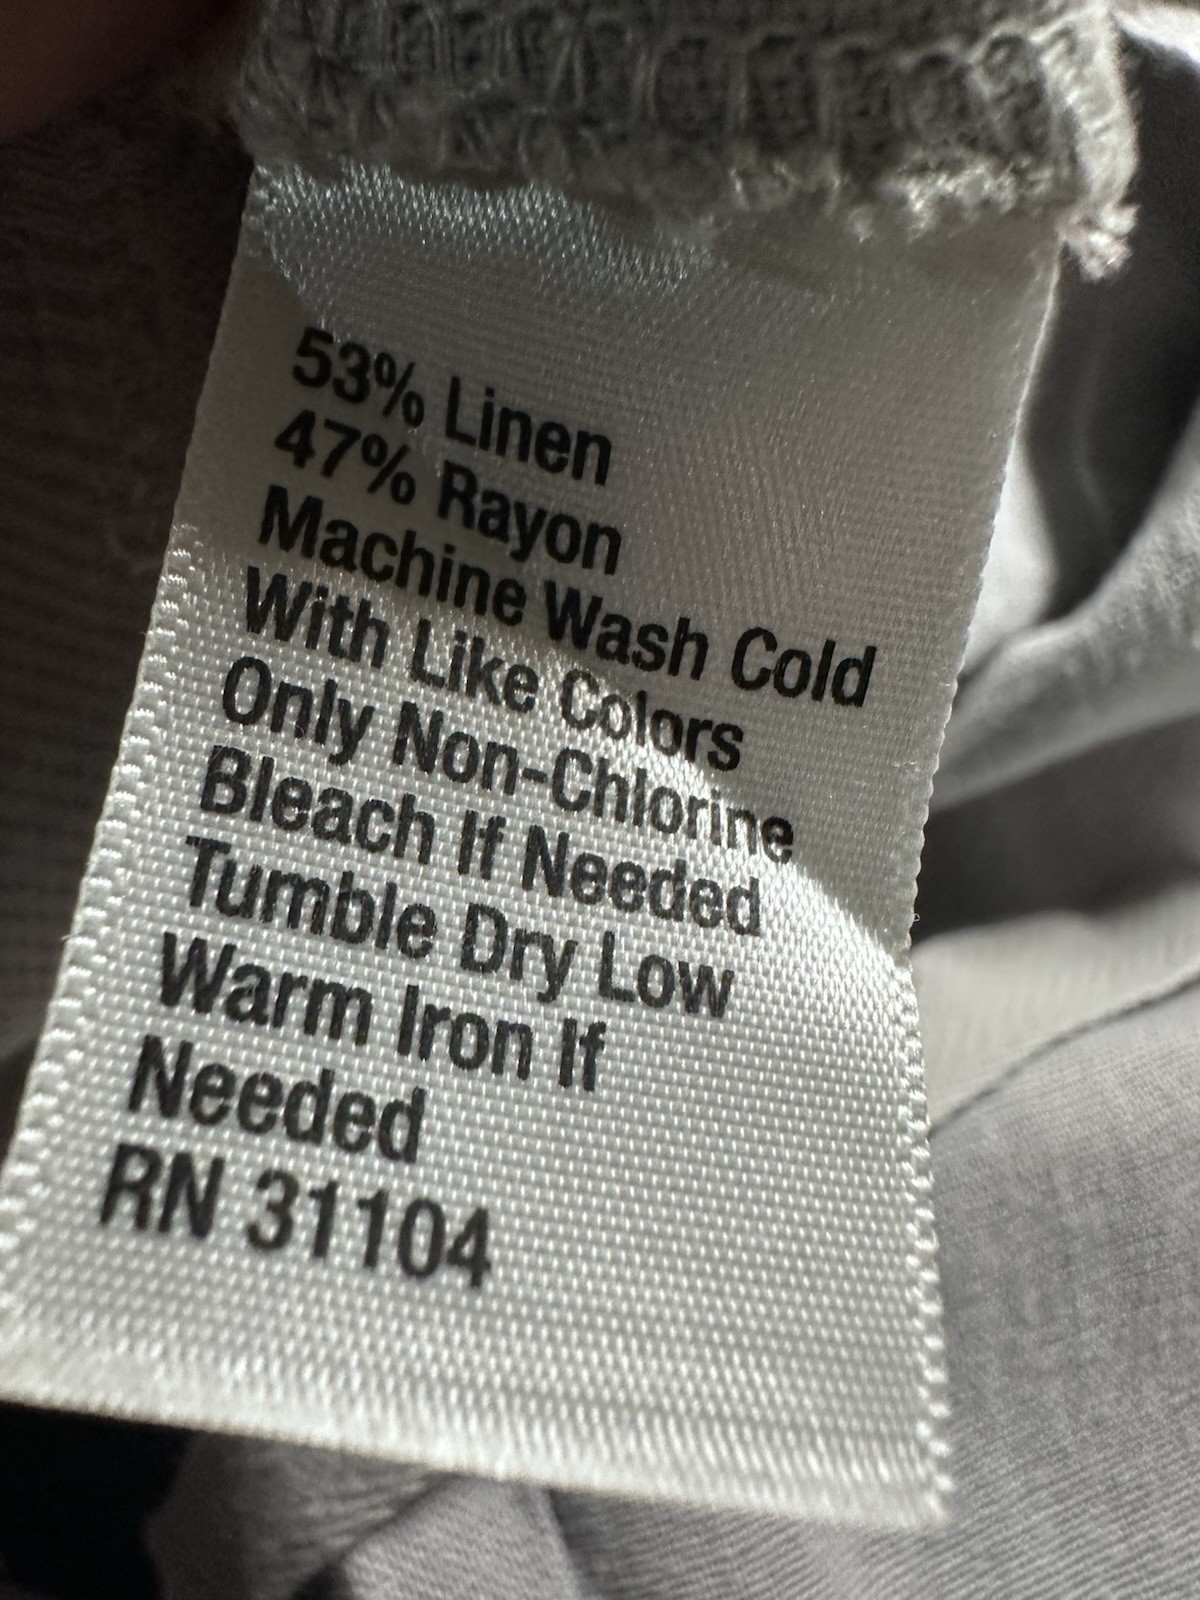 53% Linen
47% Rayon
Machine Wash Cold
With Like Colors
Only Non-Chlorine
Bleach If Needed
Tumble Dry Low
Warm Iron If
Needed
RN 31104